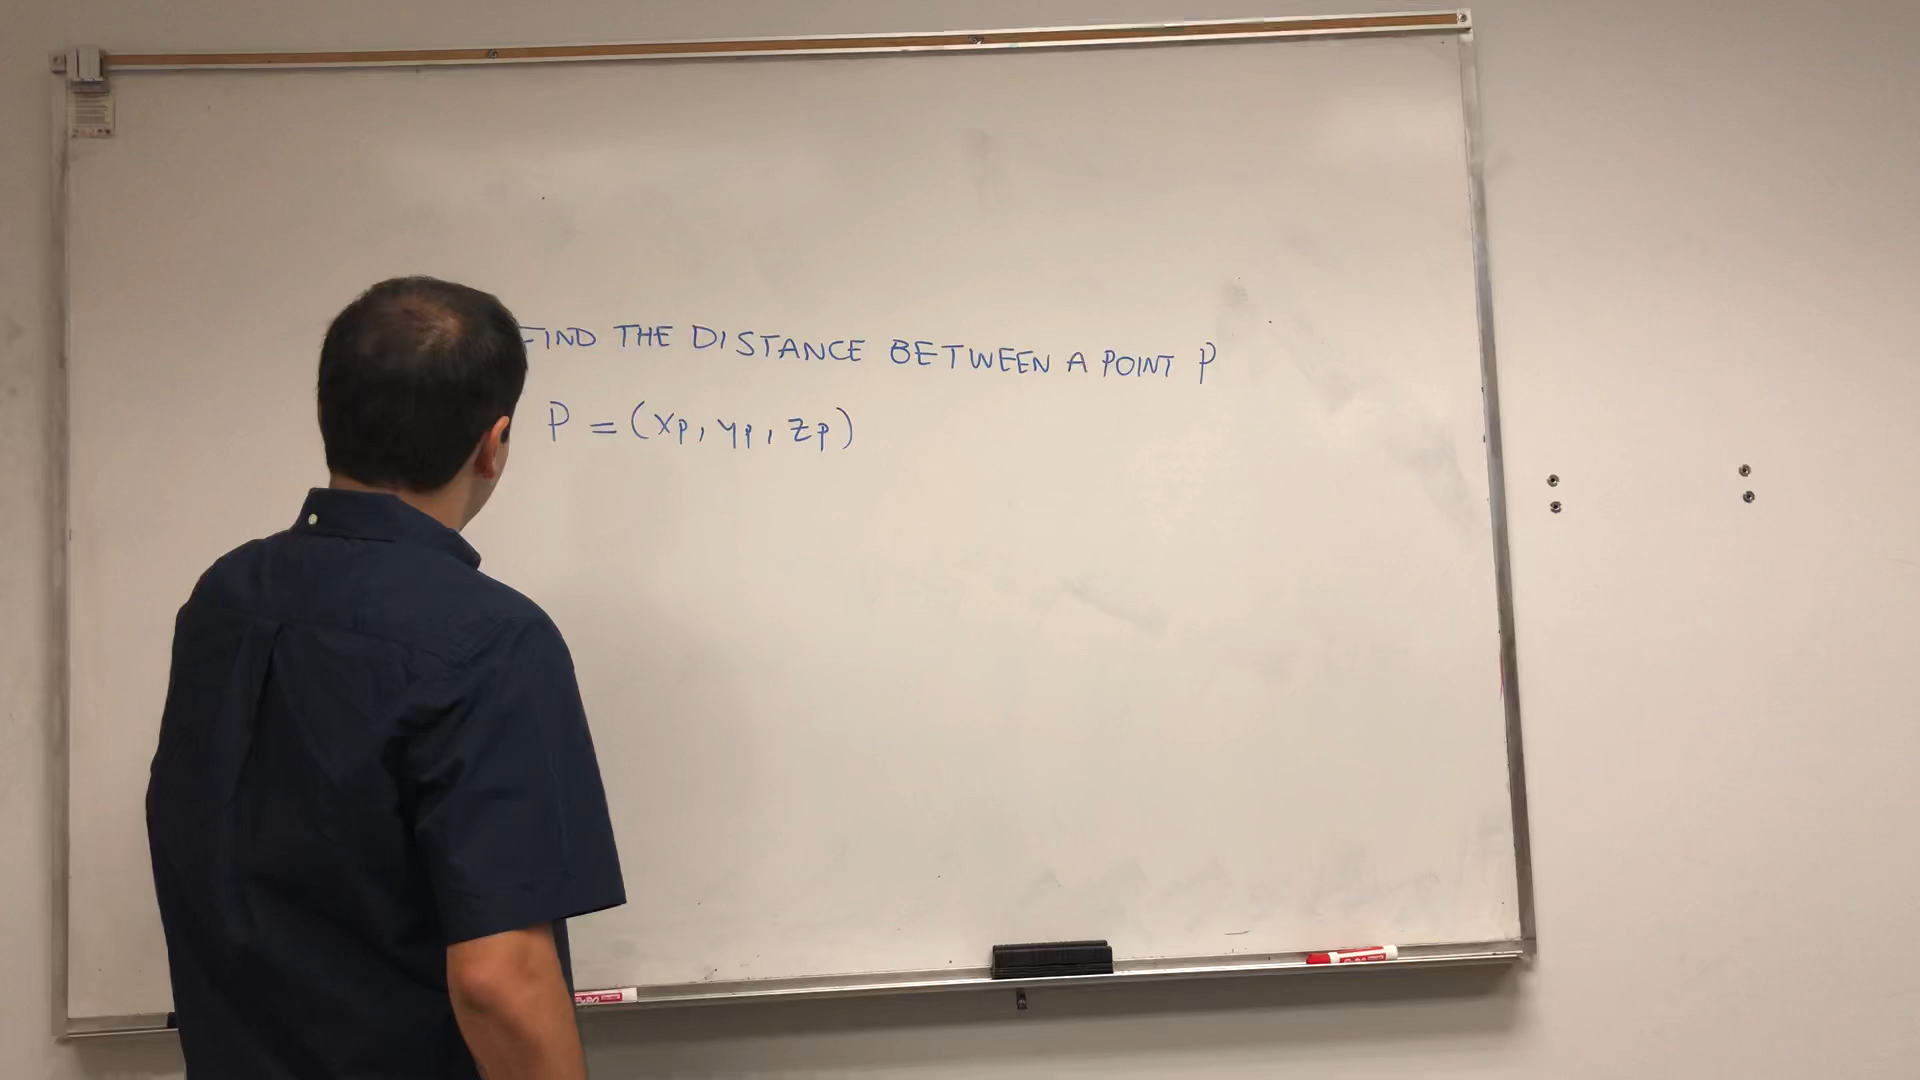 FIND THE DISTANCE BETWEEN A POINT P
P = (xp, yp, zp)